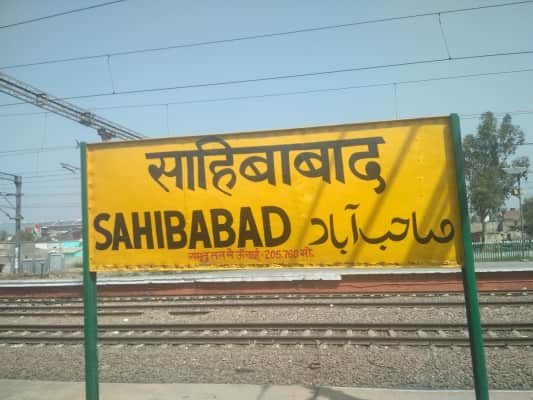 साहिबाबाद
SAHIBABAD صاحب آباد
समुद्र तल से ऊँचाई - 205.760 मी.